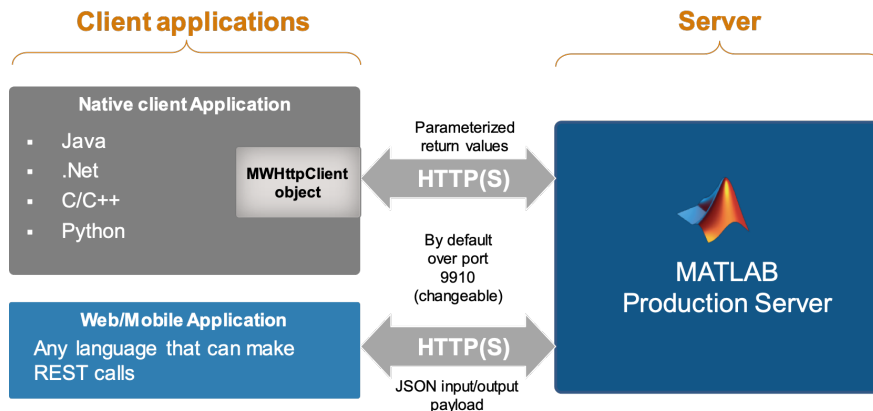 Client applications
Server
Native client Application
▪ Java
▪ .Net
▪ C/C++
▪ Python
MWHttpClient
object
Parameterized
return values
HTTP(S)
By default
over port
9910
(changeable)
MATLAB
Production Server
Web/Mobile Application
Any language that can make
REST calls
HTTP(S)
JSON input/output
payload